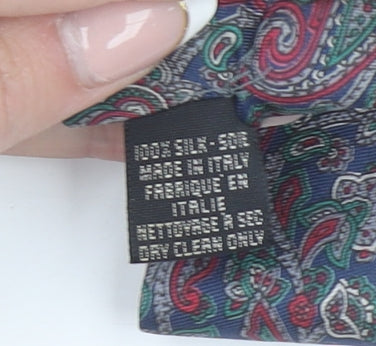 100% SILK - SOIE
MADE IN ITALY
FABRIQUE EN
ITALIE
NETTOYAGE A SEC
DRY CLEAN ONLY